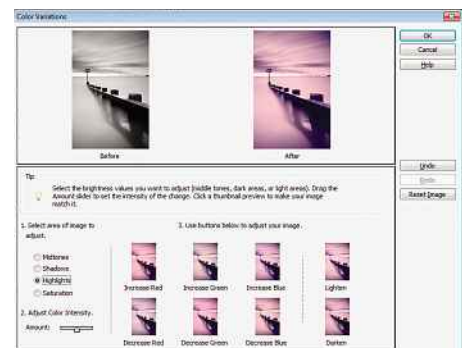 Color Variations
OK
Cancel
Help
Before
After
Undo
Redo
Reset Image
Tip
Select the brightness values you want to adjust (middle tones, dark areas, or light areas). Drag the
Amount slider to set the intensity of the change. Click a thumbnail preview to make your image
match it.
1. Select area of image to
adjust.
3. Use buttons below to adjust your image.
Midtones
Shadows
Highlights
Saturation
Increase Red
Increase Green
Increase Blue
Lighten
2. Adjust Color Intensity.
Amount:
Decrease Red
Decrease Green
Decrease Blue
Darken